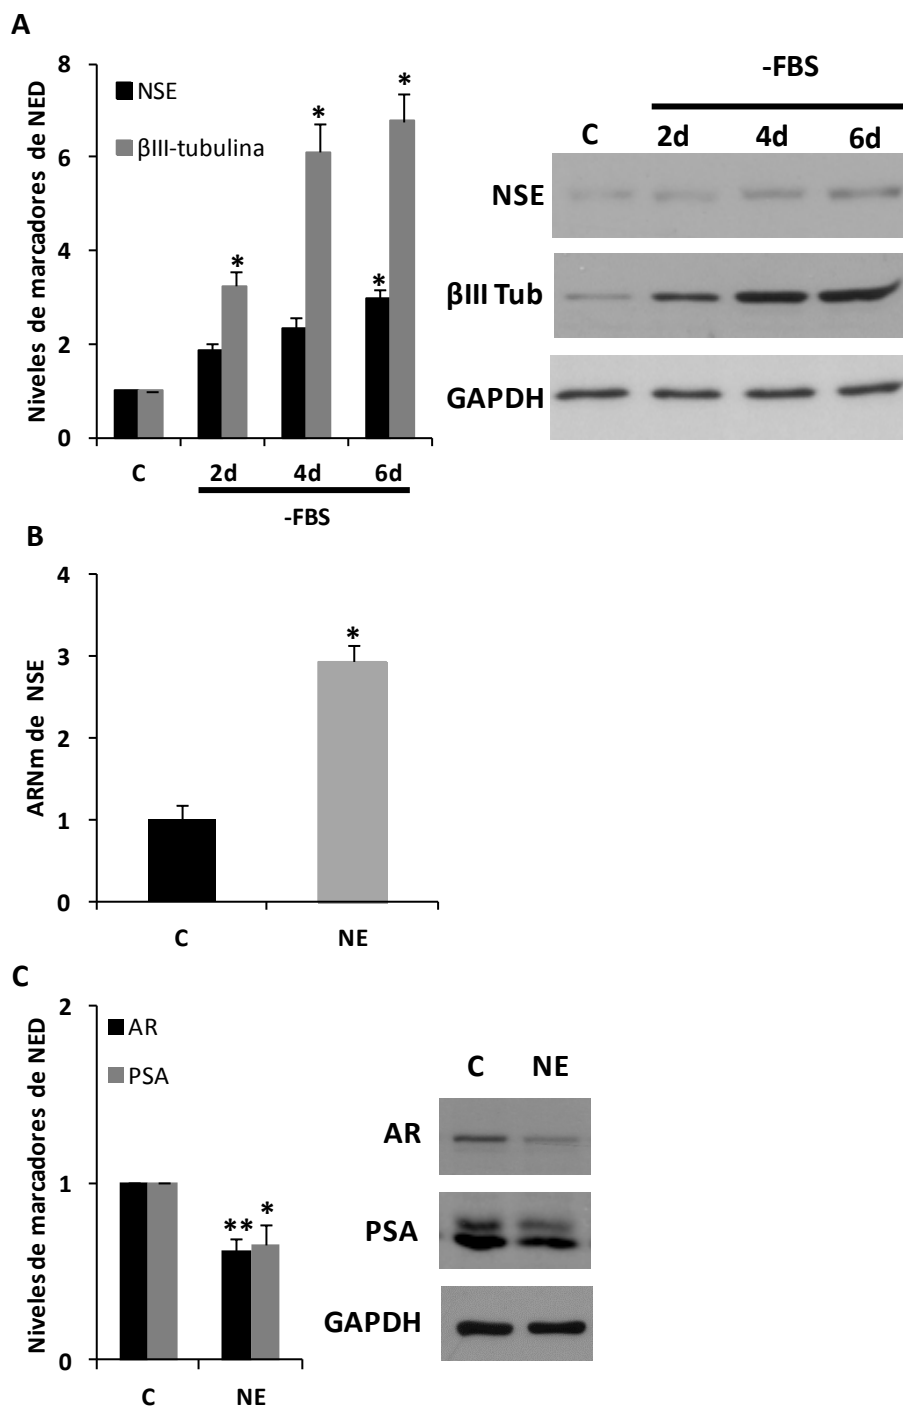 A
Niveles de marcadores de NED
8
6
4
2
0
NSE
βIII-tubulina
*
*
*
*
C
2d
4d
6d
-FBS
-FBS
C
2d
4d
6d
NSE
βIII Tub
GAPDH
B
ARNm de NSE
4
3
2
1
0
*
C
NE
C
Niveles de marcadores de NED
2
1
0
AR
PSA
**
*
C
NE
C
NE
AR
PSA
GAPDH